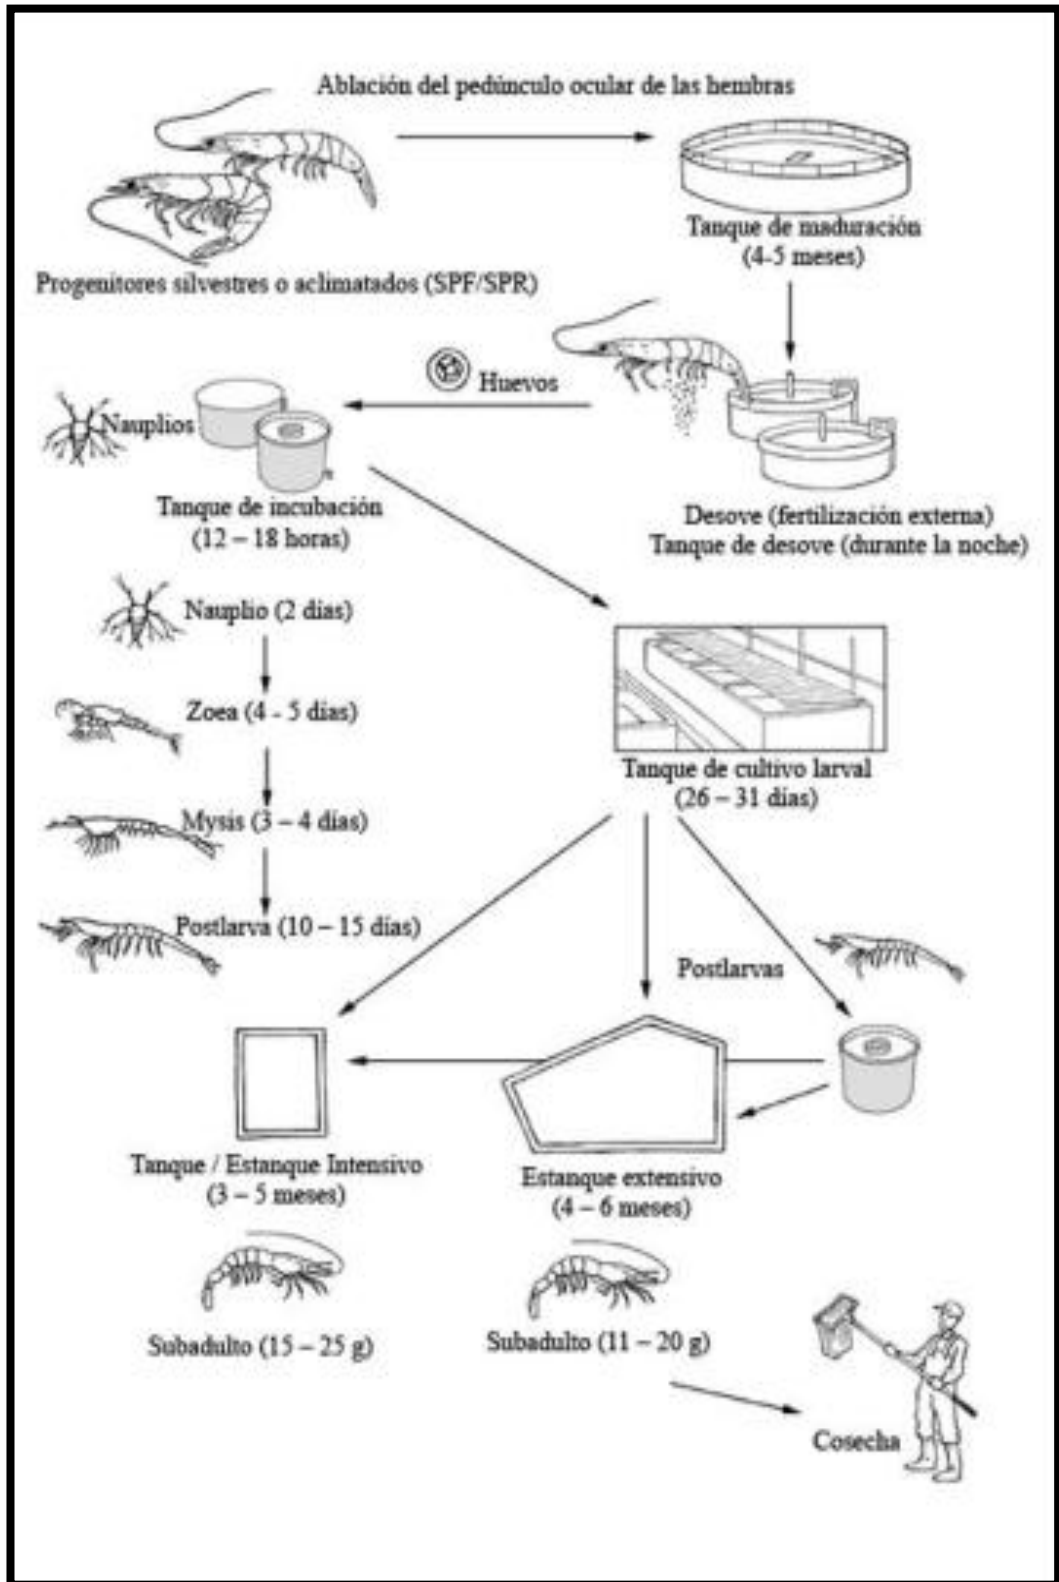 Ablación del pedúnculo ocular de las hembras
Tanque de maduración
(4-5 meses)
Progenitores silvestres o aclimatados (SPF/SPR)
Huevos
Nauplios
Tanque de incubación
(12 – 18 horas)
Desove (fertilización externa)
Tanque de desove (durante la noche)
Nauplio (2 días)
Zoea (4 - 5 días)
Mysis (3 – 4 días)
Postlarva (10 – 15 días)
Tanque de cultivo larval
(26 – 31 días)
Postlarvas
Tanque / Estanque Intensivo
(3 – 5 meses)
Estanque extensivo
(4 – 6 meses)
Subadulto (15 – 25 g)
Subadulto (11 – 20 g)
Cosecha